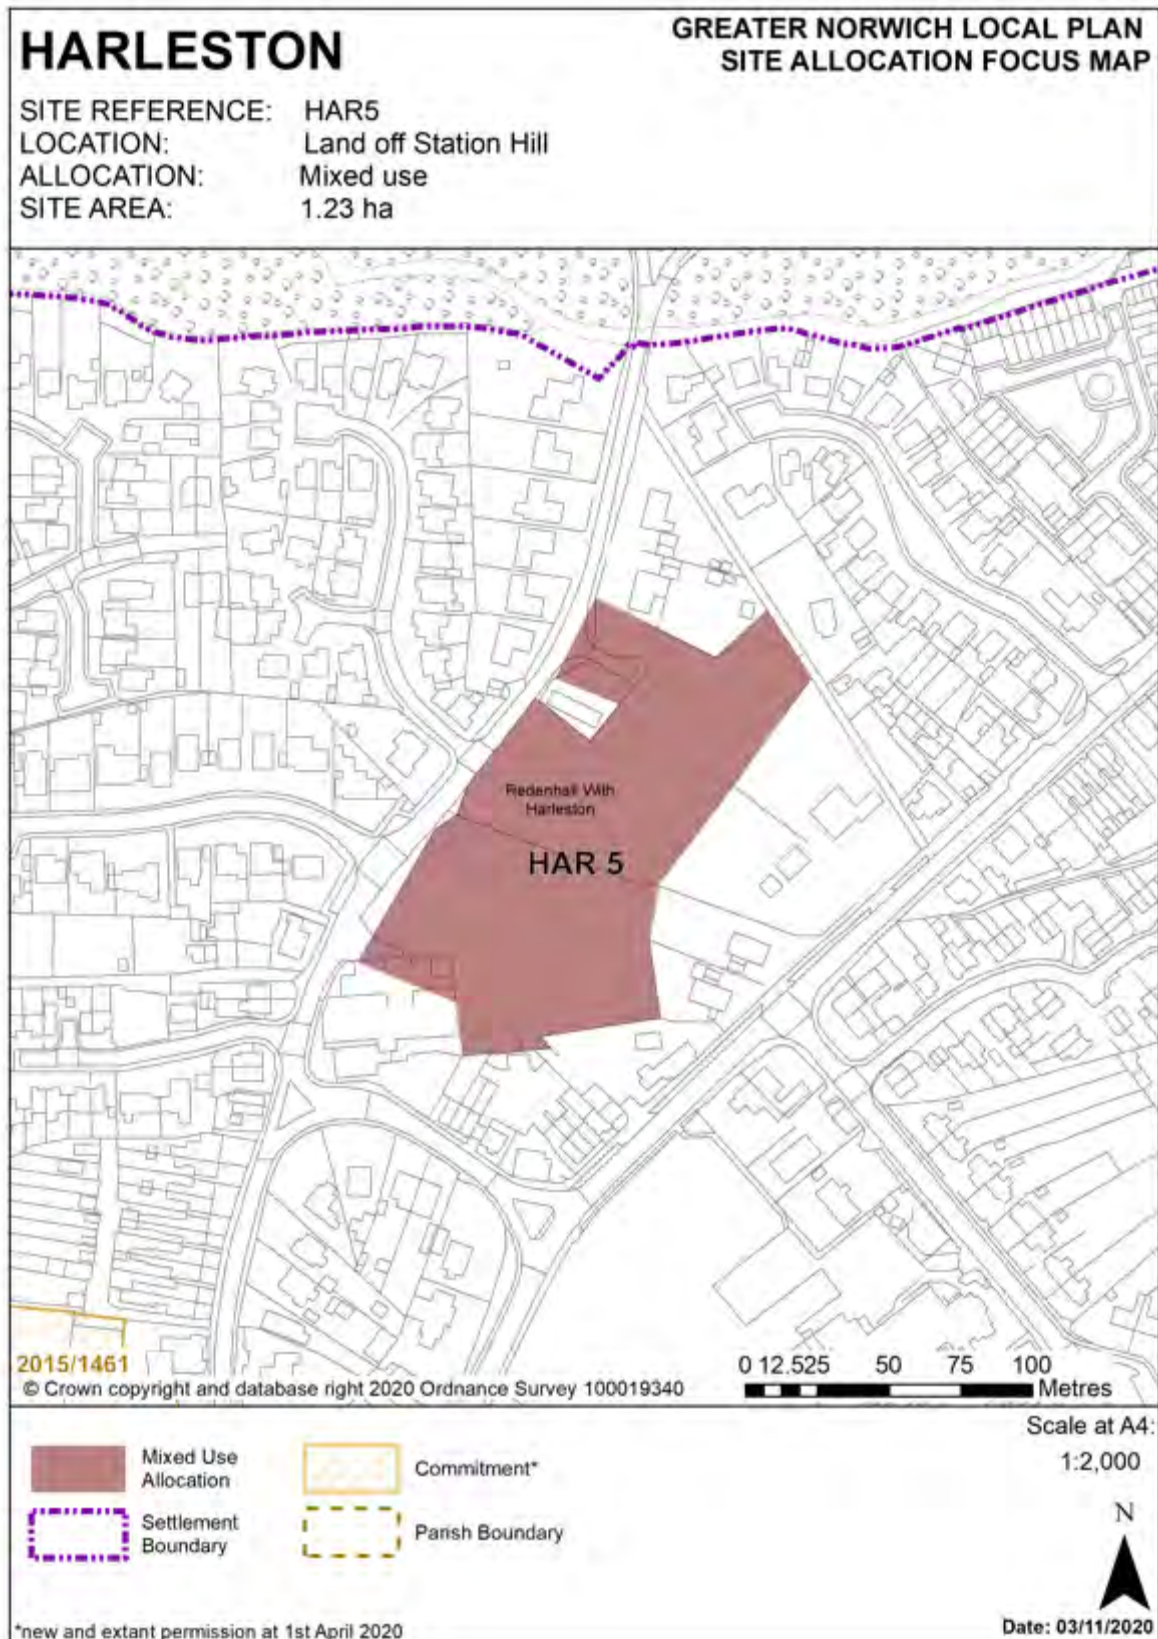 HARLESTON
GREATER NORWICH LOCAL PLAN
SITE ALLOCATION FOCUS MAP
SITE REFERENCE: HAR5
LOCATION: Land off Station Hill
ALLOCATION: Mixed use
SITE AREA: 1.23 ha
Redenhall With
Harleston
HAR 5
2015/1461
© Crown copyright and database right 2020 Ordnance Survey 100019340
0 12.525 50 75 100
Metres
Mixed Use
Allocation
Commitment*
Settlement
Boundary
Parish Boundary
Scale at A4:
1:2,000
N
*new and extant permission at 1st April 2020
Date: 03/11/2020